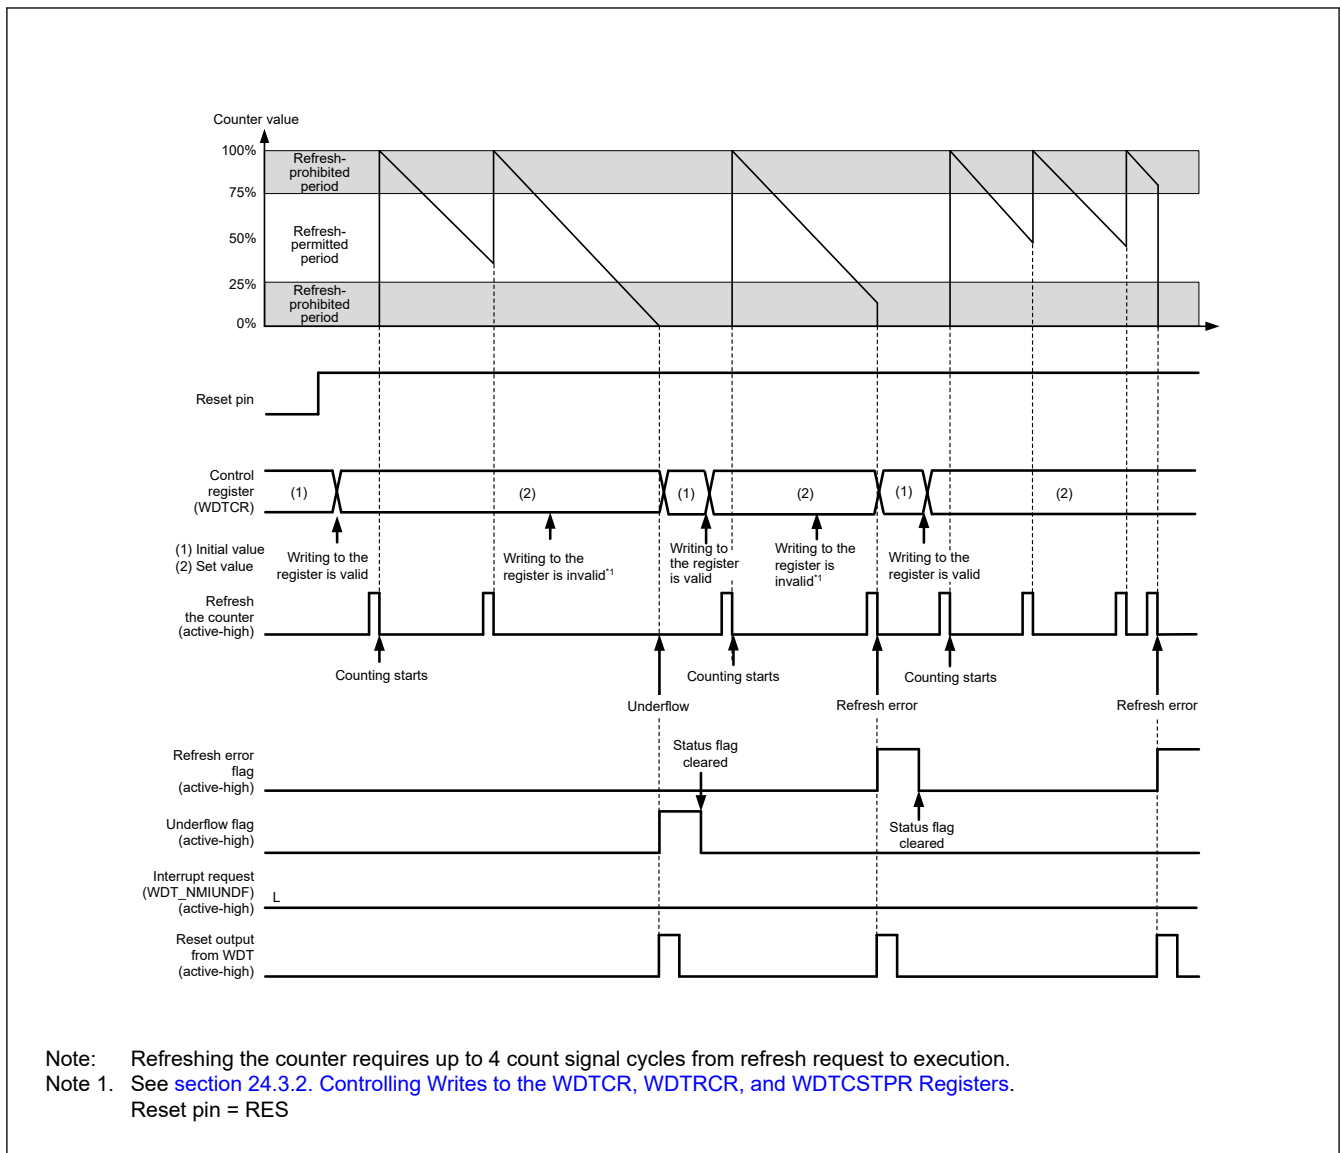 Counter value
100%
Refresh-
prohibited
period
75%
50%
Refresh-
permitted
period
25%
Refresh-
prohibited
period
0%
Reset pin
Control
register
(WDTCR)
(1)
(2)
(1)
(2)
(1)
(2)
(1) Initial value
(2) Set value
Writing to the
register is valid
Writing to the
register is invalid*1
Writing to
the register
is valid
Writing to the
register is
invalid*1
Writing to the
register is valid
Refresh
the counter
(active-high)
Counting starts
Counting starts
Counting starts
Underflow
Refresh error
Refresh error
Refresh error
flag
(active-high)
Status flag
cleared
Underflow flag
(active-high)
Status flag
cleared
Interrupt request
(WDT_NMIUNDF)
(active-high)
L
Reset output
from WDT
(active-high)
Note: Refreshing the counter requires up to 4 count signal cycles from refresh request to execution.
Note 1. See section 24.3.2. Controlling Writes to the WDTCR, WDTRCR, and WDTCSTPR Registers.
Reset pin = RES